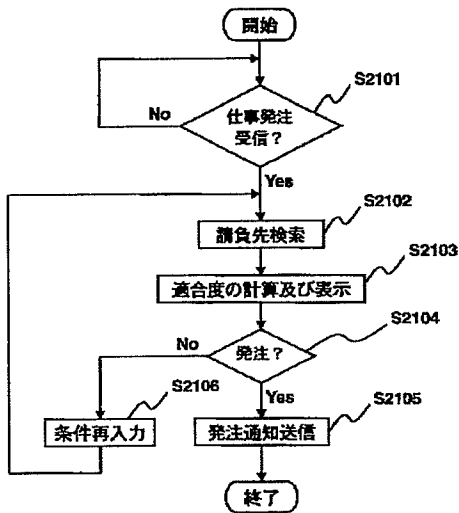 開始
S2101
No
仕事発注
受信？
Yes
S2102
請負先検索
S2103
適合度の計算及び表示
S2104
No
発注？
S2106
Yes
S2105
条件再入力
発注通知送信
終了